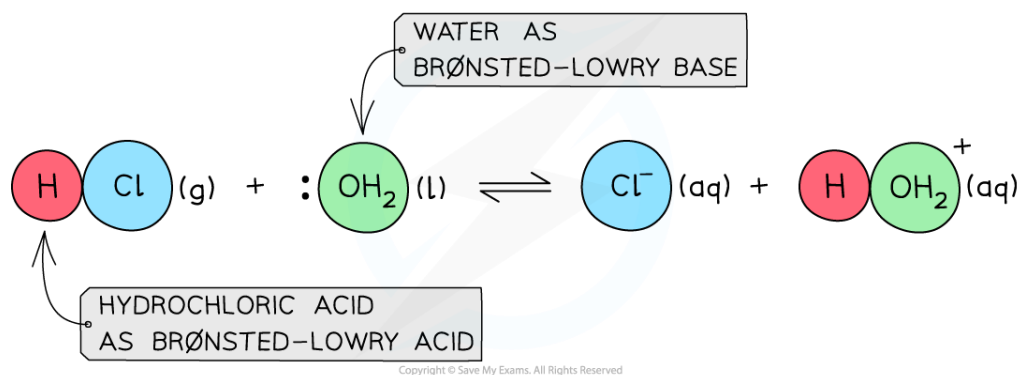 WATER AS
BRØNSTED-LOWRY BASE
H Cl (g) + :OH₂ (l) ⇌ Cl⁻ (aq) + H OH₂⁺ (aq)
HYDROCHLORIC ACID
AS BRØNSTED-LOWRY ACID
Copyright © Save My Exams. All Rights Reserved